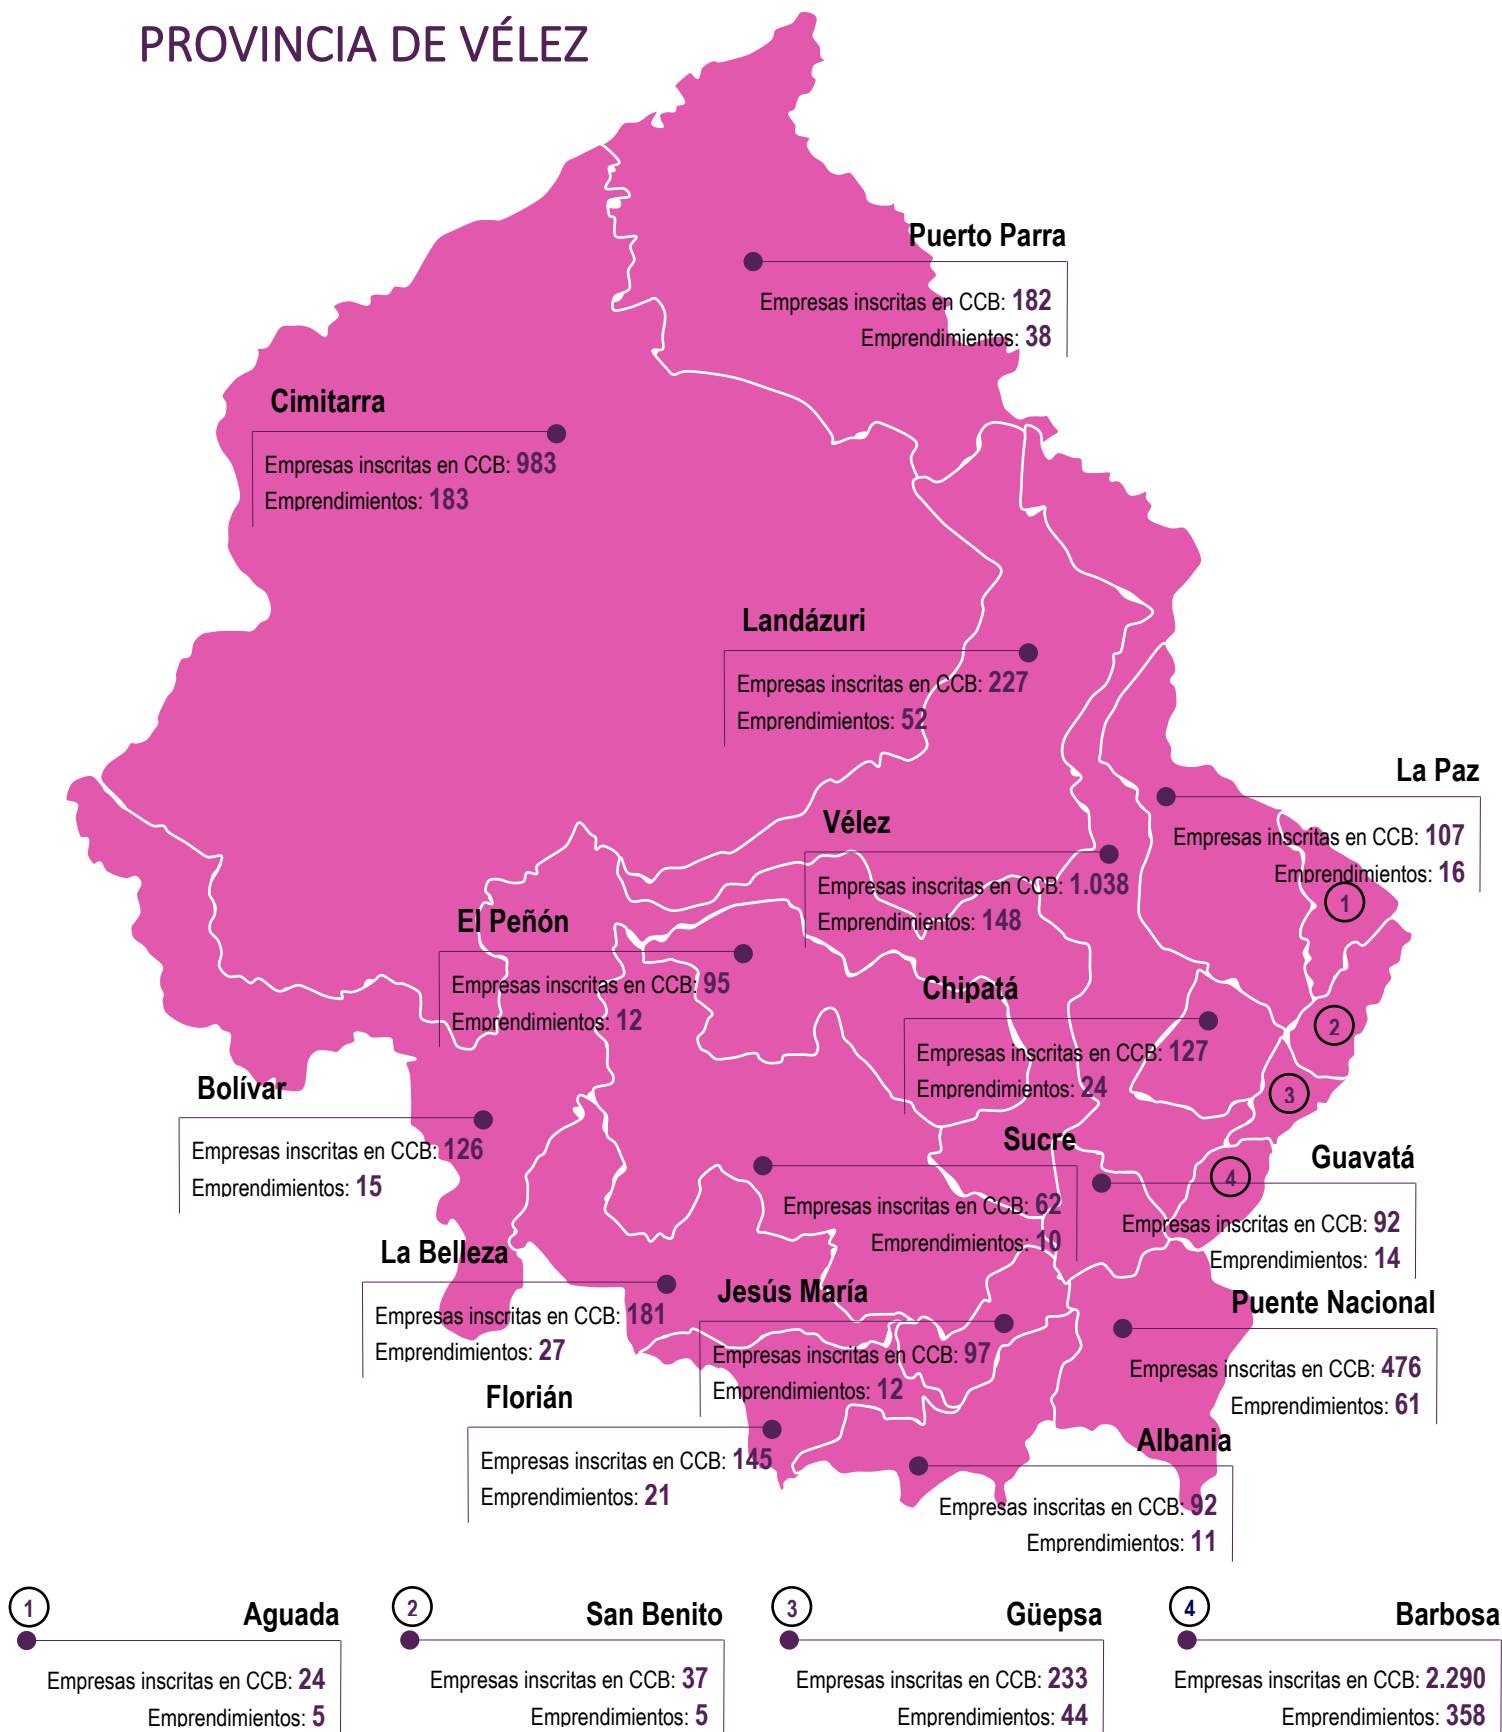 PROVINCIA DE VÉLEZ
Puerto Parra
Empresas inscritas en CCB: 182
Emprendimientos: 38
Cimitarra
Empresas inscritas en CCB: 983
Emprendimientos: 183
Landázuri
Empresas inscritas en CCB: 227
Emprendimientos: 52
La Paz
Empresas inscritas en CCB: 107
Emprendimientos: 16
Vélez
Empresas inscritas en CCB: 1.038
Emprendimientos: 148
1
El Peñón
Empresas inscritas en CCB: 95
Emprendimientos: 12
Chipatá
Empresas inscritas en CCB: 127
Emprendimientos: 24
2
3
Bolívar
Empresas inscritas en CCB: 126
Emprendimientos: 15
Sucre
Empresas inscritas en CCB: 62
Emprendimientos: 10
4
Guavatá
Empresas inscritas en CCB: 92
Emprendimientos: 14
La Belleza
Empresas inscritas en CCB: 181
Emprendimientos: 27
Jesús María
Empresas inscritas en CCB: 97
Emprendimientos: 12
Puente Nacional
Empresas inscritas en CCB: 476
Emprendimientos: 61
Florián
Empresas inscritas en CCB: 145
Emprendimientos: 21
Albania
Empresas inscritas en CCB: 92
Emprendimientos: 11
1
Aguada
Empresas inscritas en CCB: 24
Emprendimientos: 5
2
San Benito
Empresas inscritas en CCB: 37
Emprendimientos: 5
3
Güepsa
Empresas inscritas en CCB: 233
Emprendimientos: 44
4
Barbosa
Empresas inscritas en CCB: 2.290
Emprendimientos: 358